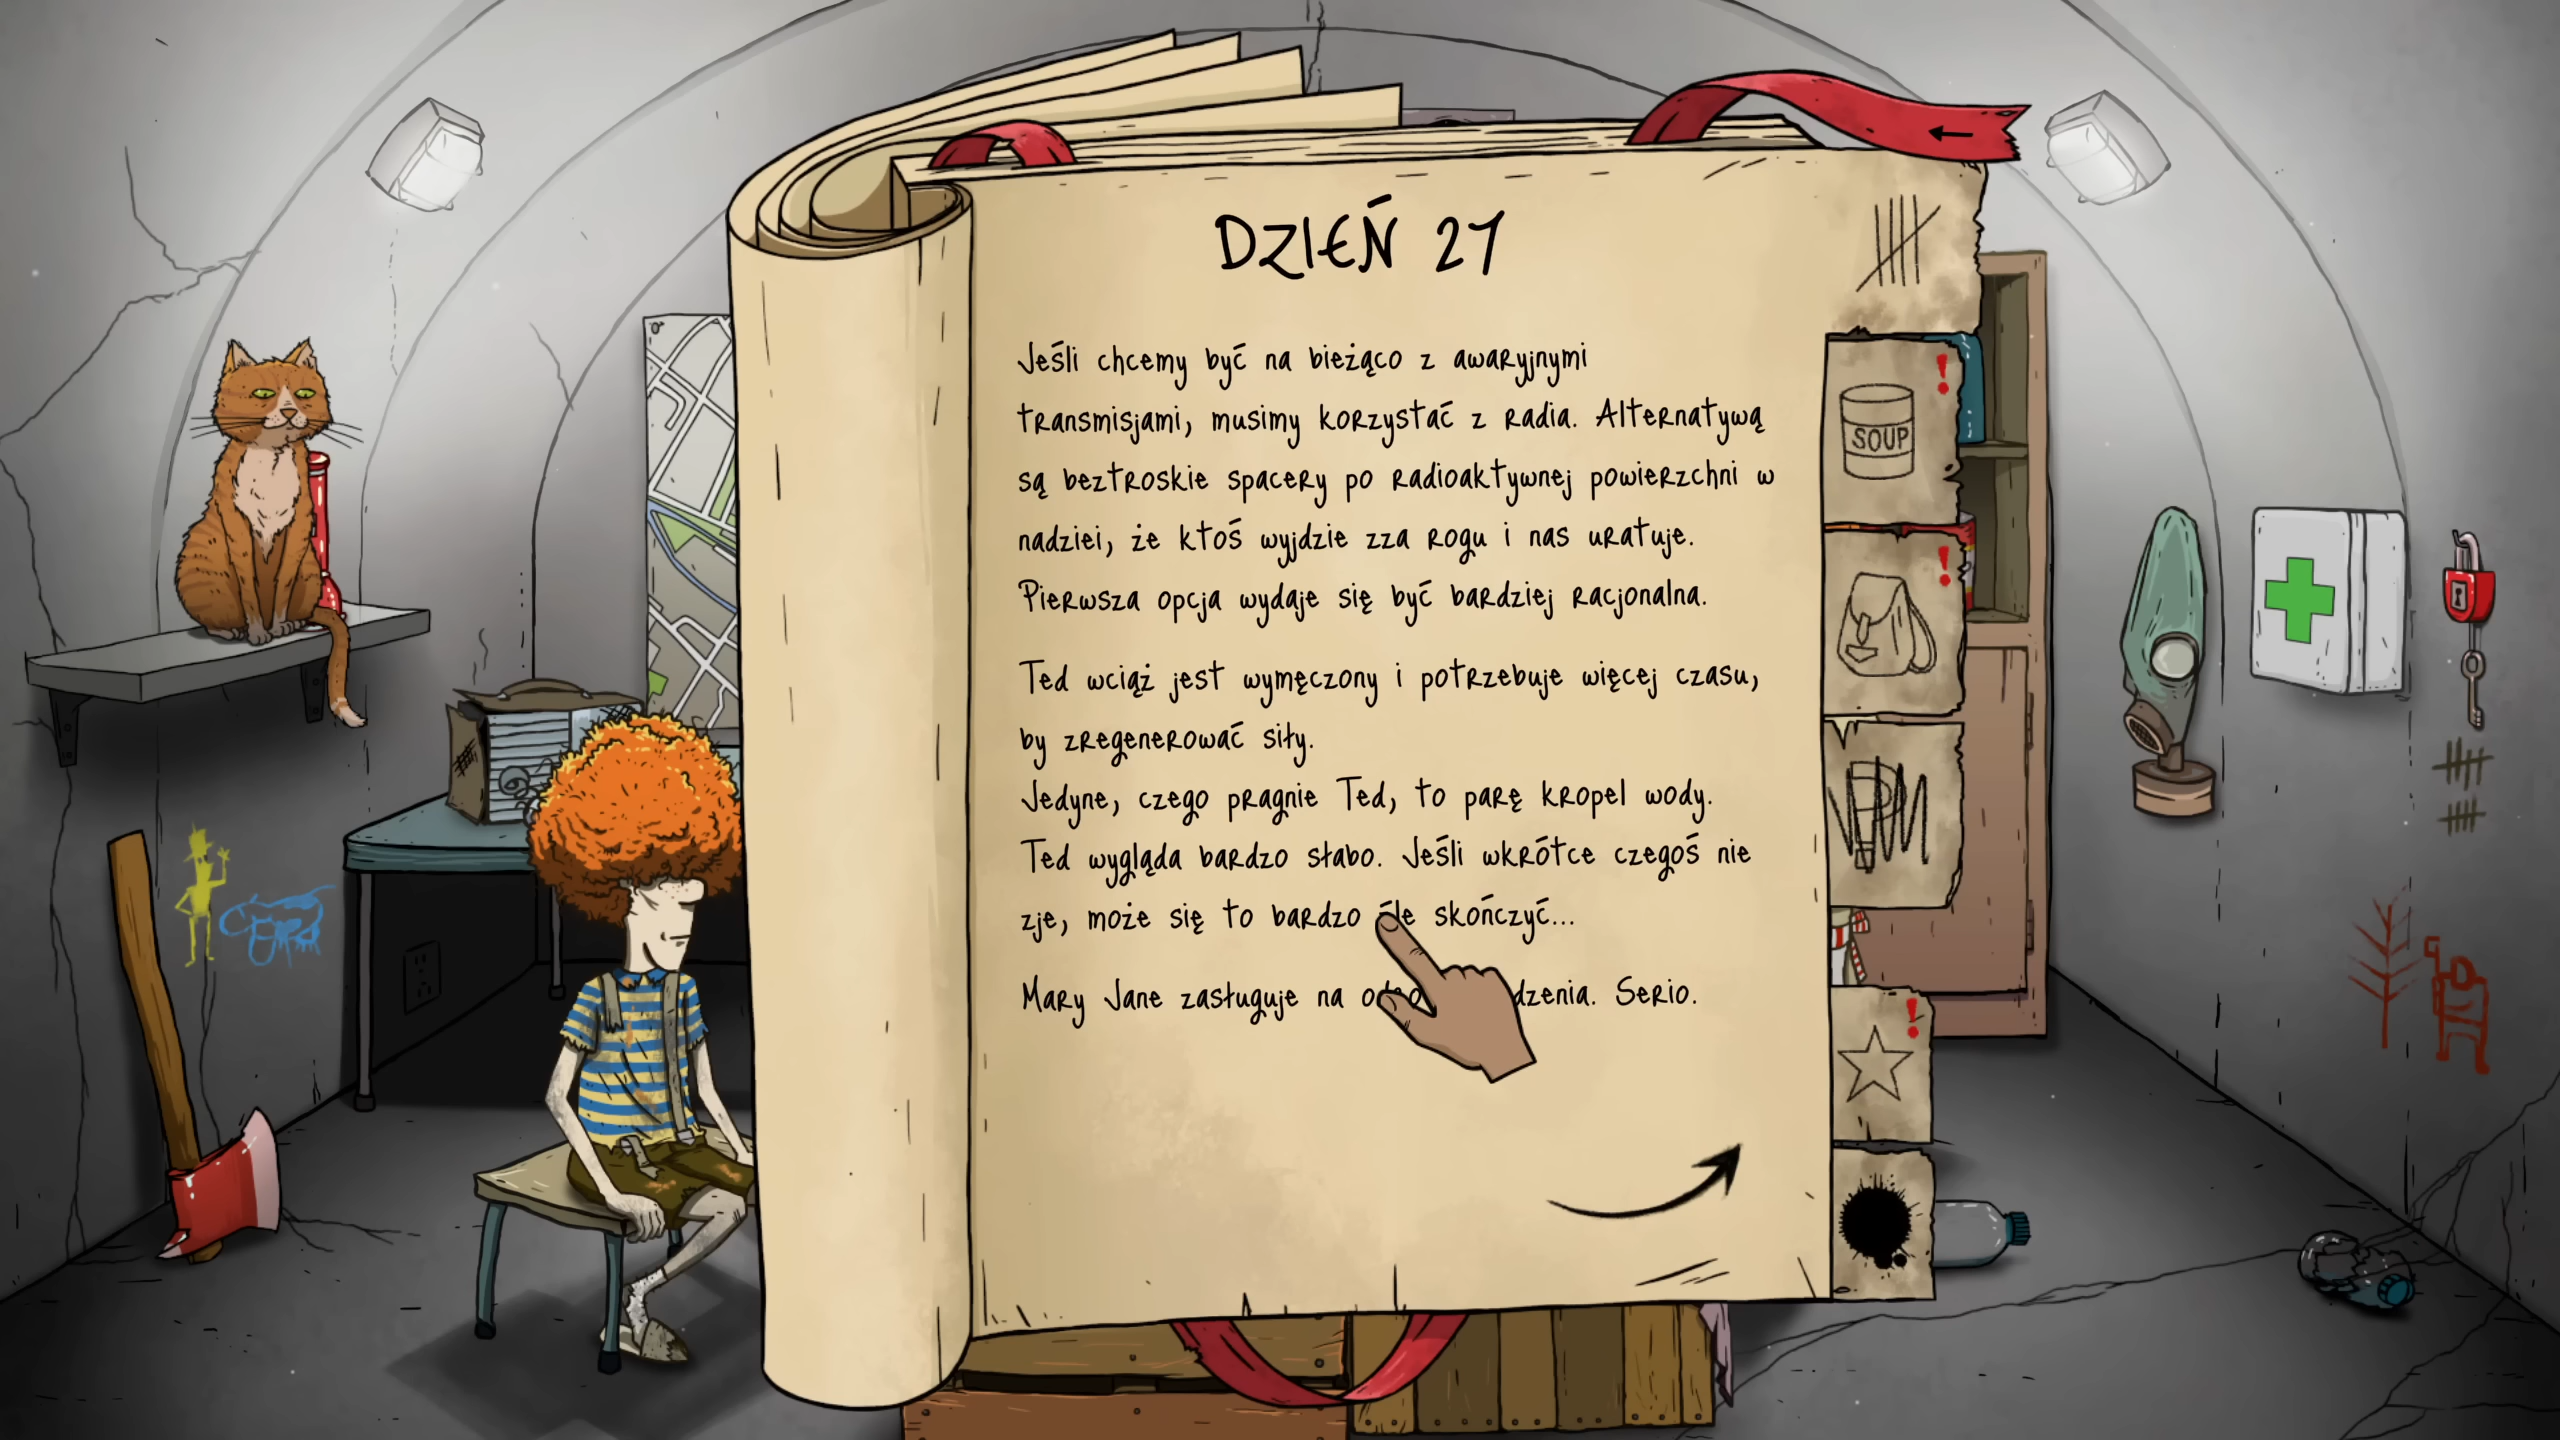 DZIEŃ 27
Jeśli chcemy być na bieżąco z awaryjnymi
transmisjami, musimy korzystać z radia. Alternatywą
są beztroskie spacery po radioaktywnej powierzchni w
nadziei, że ktoś wyjdzie zza rogu i nas uratuje.
Pierwsza opcja wydaje się być bardziej racjonalna.
Ted wciąż jest wymęczony i potrzebuje więcej czasu,
by zregenerować siły.
Jedyne, czego pragnie Ted, to parę kropel wody.
Ted wygląda bardzo słabo. Jeśli wkrótce czegoś nie
zje, może się to bardzo źle skończyć...
Mary Jane zasługuje na Serio.
SOUP